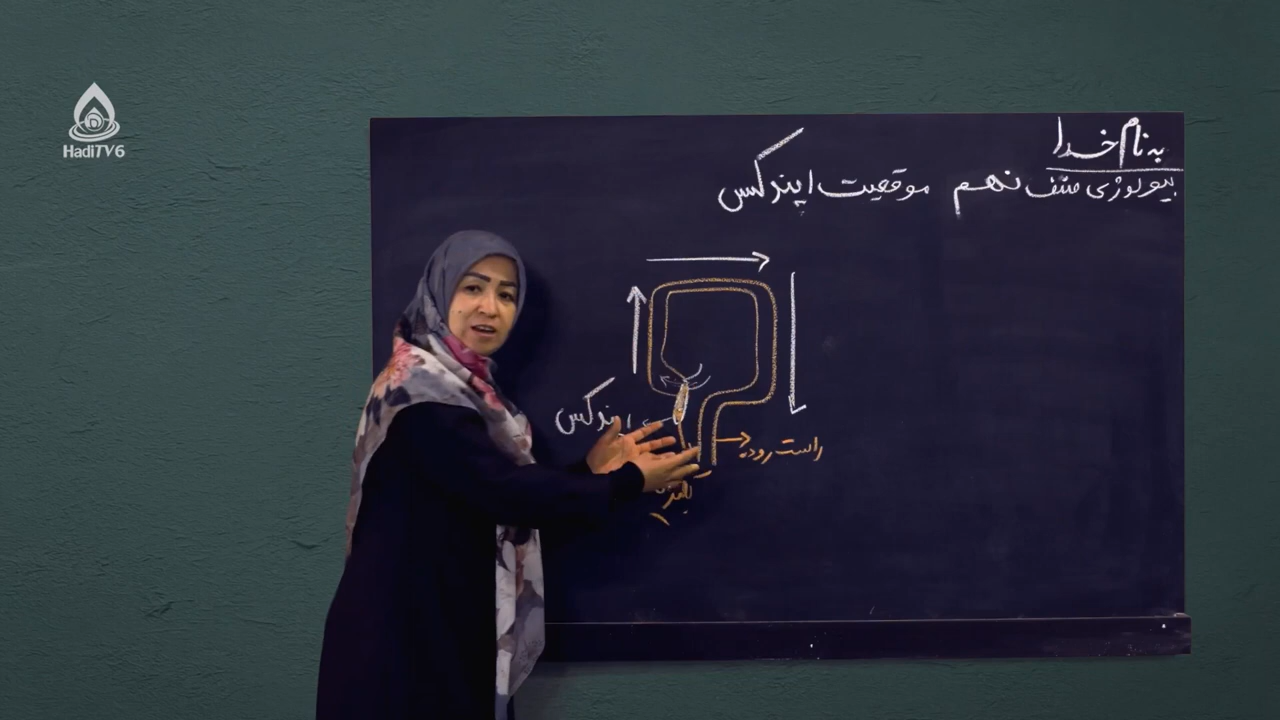 به نام خدا
بیولوژی صنف نهم موقعیت اپندکس
اپندکس
راست روده
HadiTV6